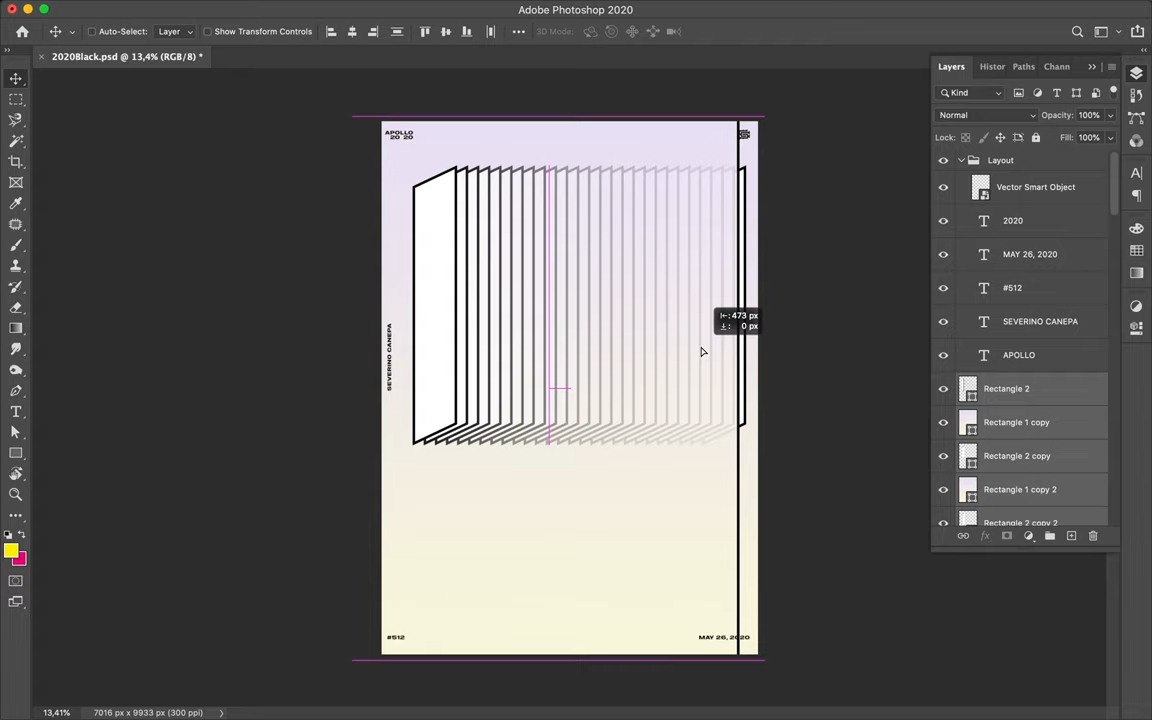 Adobe Photoshop 2020
Auto-Select: Layer Show Transform Controls 3D Mode:
2020Black.psd @ 13,4% (RGB/8) *
Layers Histor Paths Chann
Kind
Normal Opacity: 100%
Lock: Fill: 100%
Layout
Vector Smart Object
2020
MAY 26, 2020
#512
SEVERINO CANEPA
APOLLO
Rectangle 2
Rectangle 1 copy
Rectangle 2 copy
Rectangle 1 copy 2
Rectangle 2 copy 2
APOLLO
20 20
SEVERINO CANEPA
473 px
0 px
#512
MAY 26, 2020
13,41% 7016 px x 9933 px (300 ppi)